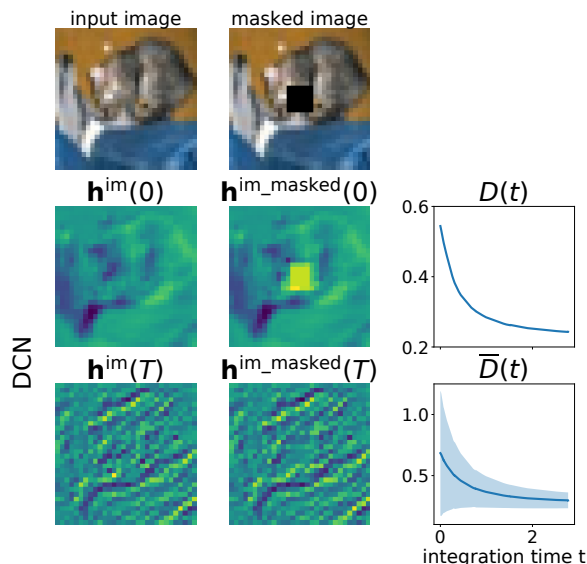 input image
masked image
𝐡^im(0)
𝐡^im_masked(0)
D(t)
0.6
0.4
0.2
DCN
𝐡^im(T)
𝐡^im_masked(T)
D̅(t)
1.0
0.5
0
2
integration time t